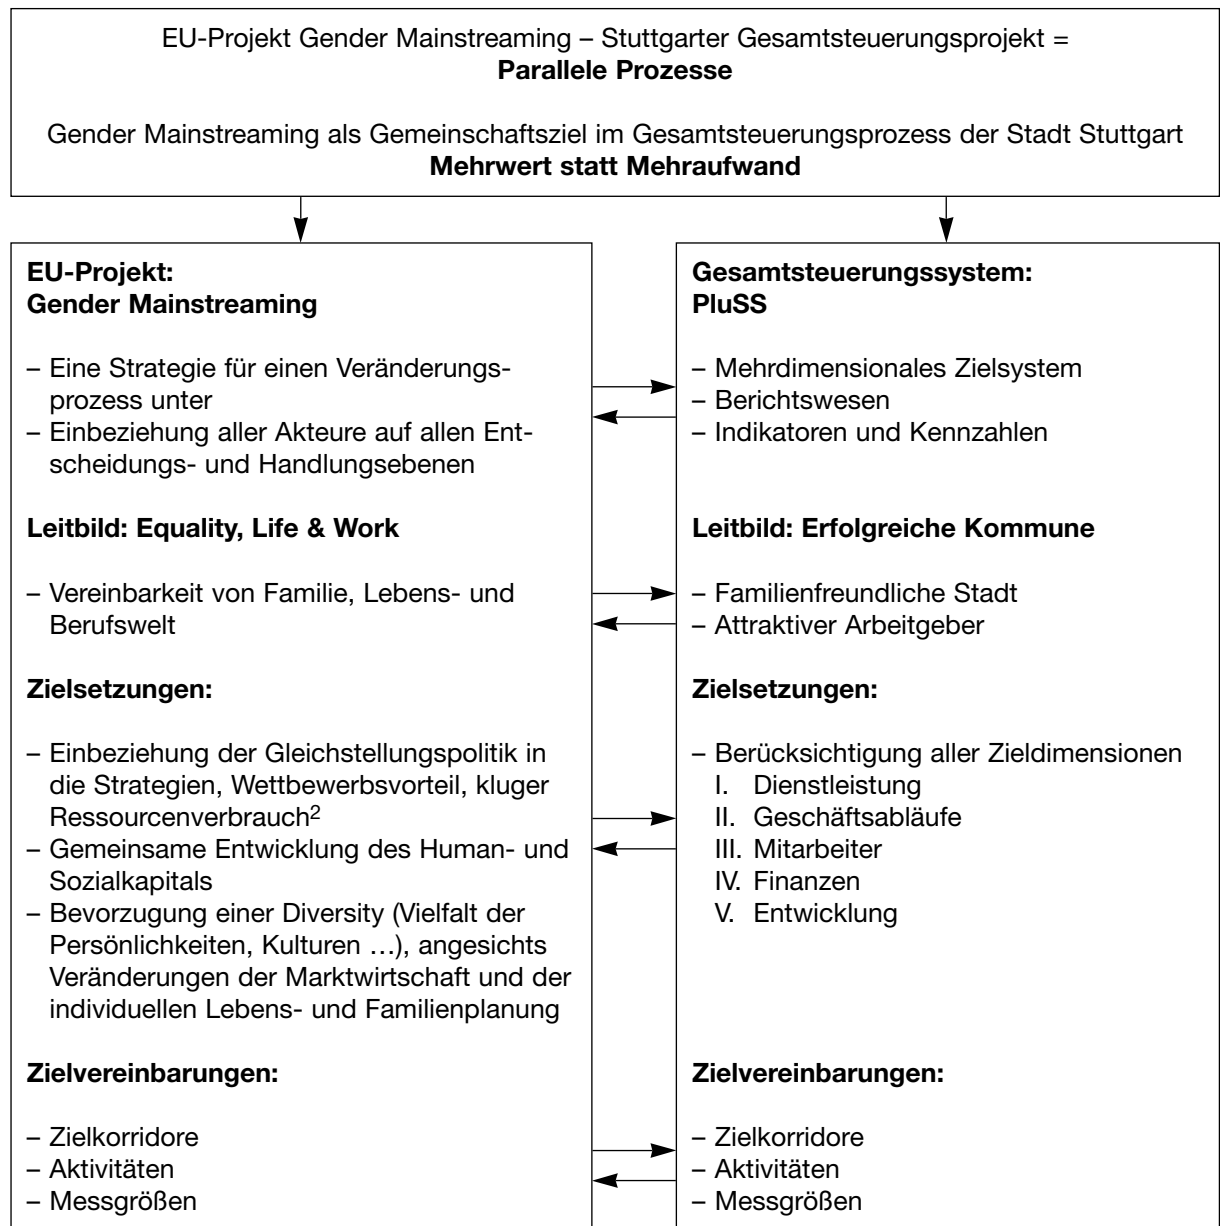 EU-Projekt Gender Mainstreaming – Stuttgarter Gesamtsteuerungsprojekt =
Parallele Prozesse
Gender Mainstreaming als Gemeinschaftsziel im Gesamtsteuerungsprozess der Stadt Stuttgart
Mehrwert statt Mehraufwand
EU-Projekt:
Gender Mainstreaming
– Eine Strategie für einen Veränderungs-
prozess unter
– Einbeziehung aller Akteure auf allen Ent-
scheidungs- und Handlungsebenen
Leitbild: Equality, Life & Work
– Vereinbarkeit von Familie, Lebens- und
Berufswelt
Zielsetzungen:
– Einbeziehung der Gleichstellungspolitik in
die Strategien, Wettbewerbsvorteil, kluger
Ressourcenverbrauch²
– Gemeinsame Entwicklung des Human- und
Sozialkapitals
– Bevorzugung einer Diversity (Vielfalt der
Persönlichkeiten, Kulturen …), angesichts
Veränderungen der Marktwirtschaft und der
individuellen Lebens- und Familienplanung
Zielvereinbarungen:
– Zielkorridore
– Aktivitäten
– Messgrößen
Gesamtsteuerungssystem:
PluSS
– Mehrdimensionales Zielsystem
– Berichtswesen
– Indikatoren und Kennzahlen
Leitbild: Erfolgreiche Kommune
– Familienfreundliche Stadt
– Attraktiver Arbeitgeber
Zielsetzungen:
– Berücksichtigung aller Zieldimensionen
I. Dienstleistung
II. Geschäftsabläufe
III. Mitarbeiter
IV. Finanzen
V. Entwicklung
Zielvereinbarungen:
– Zielkorridore
– Aktivitäten
– Messgrößen